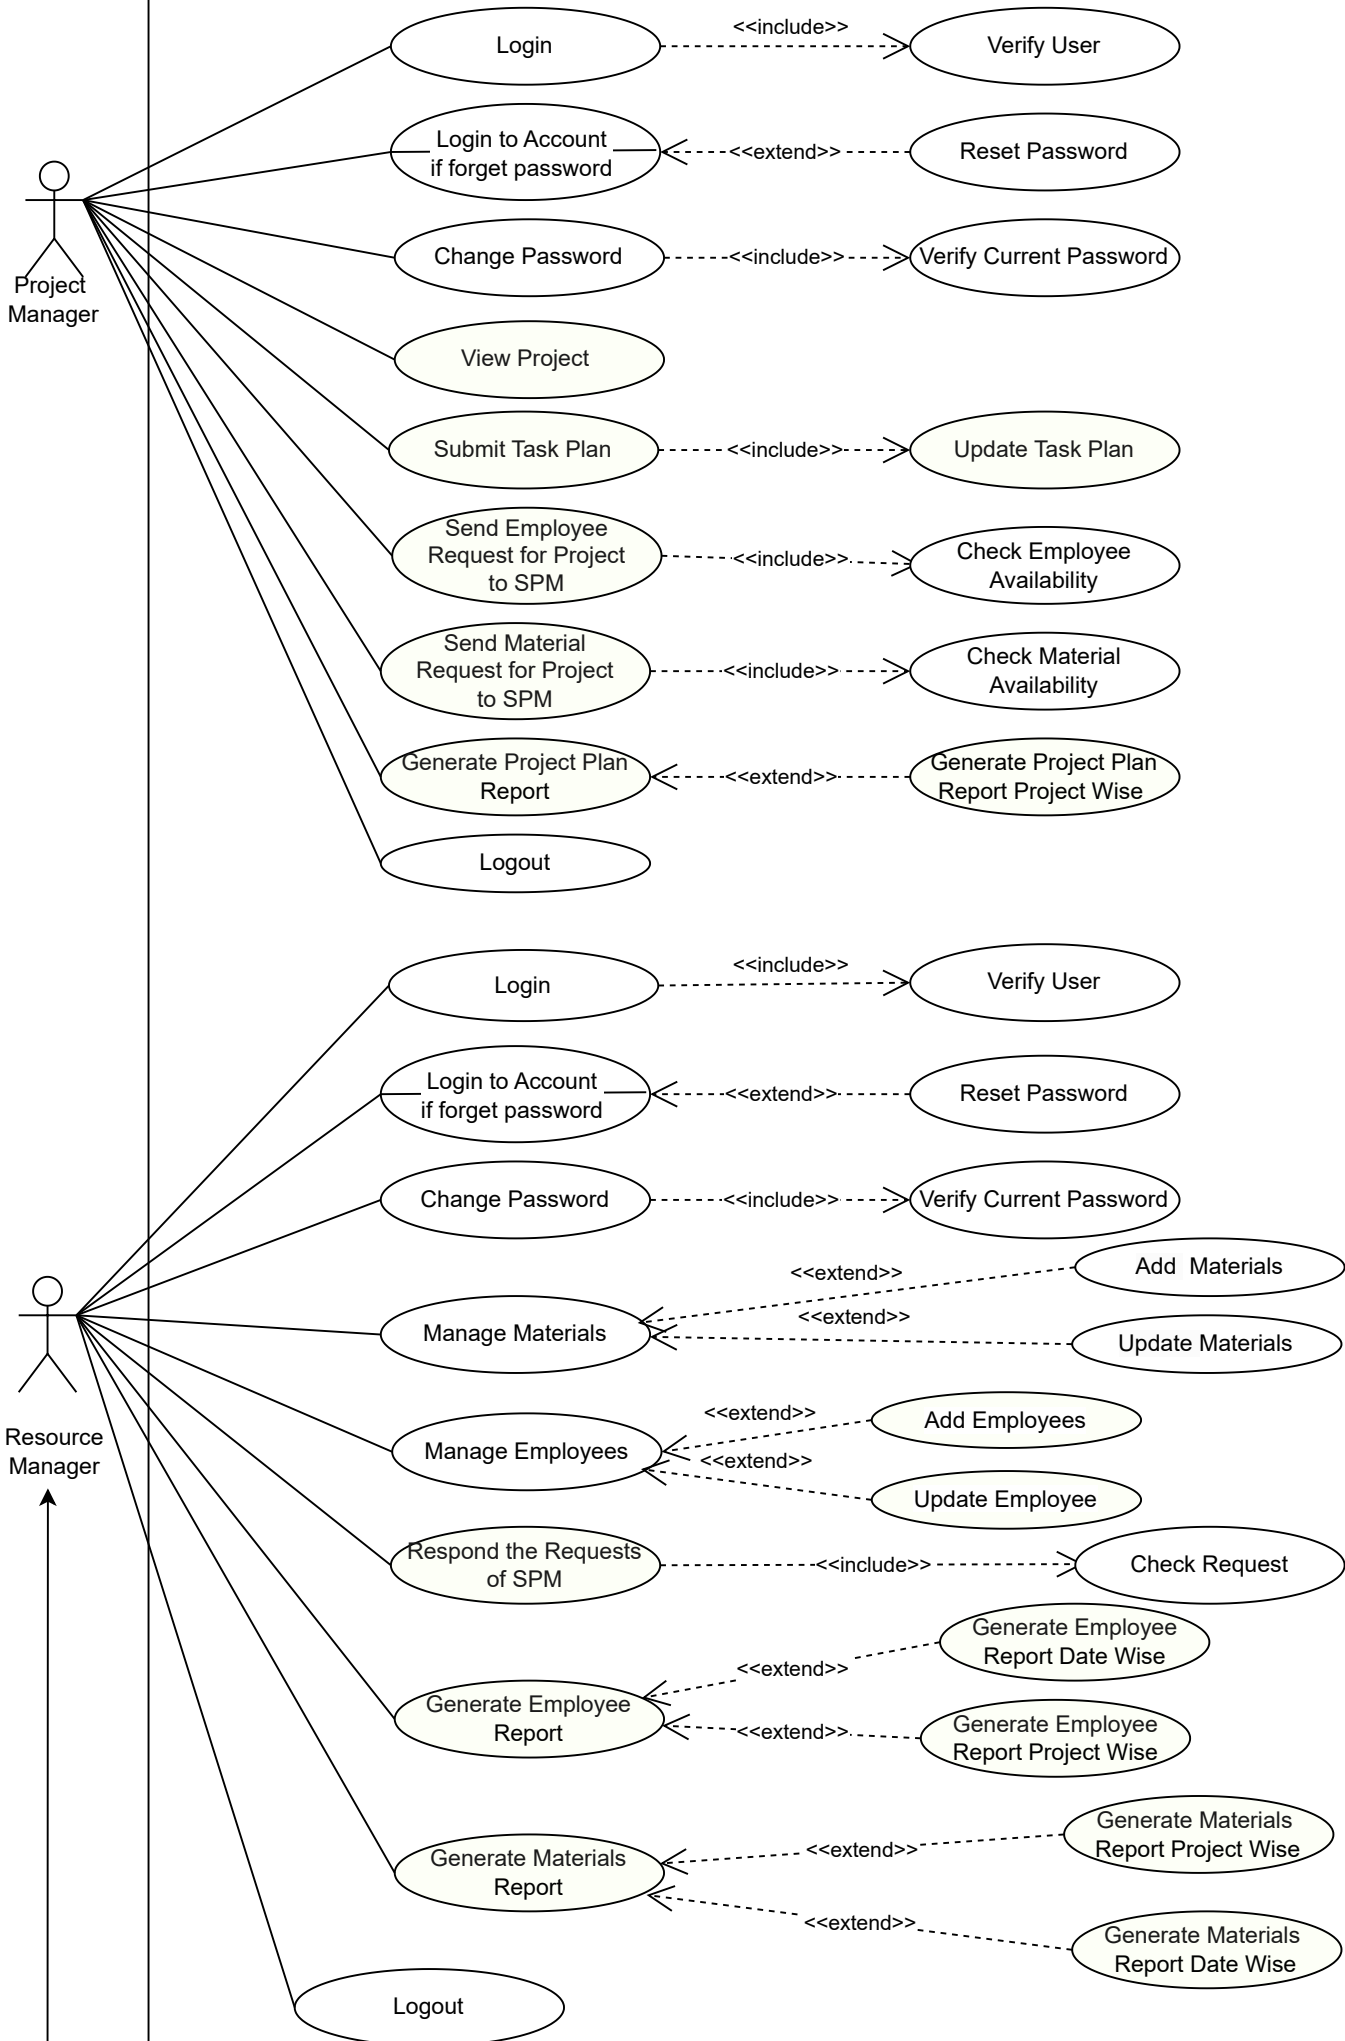 Login
<<include>>
Verify User
Login to Account
if forget password
<<extend>>
Reset Password
Project
Manager
Change Password
<<include>>
Verify Current Password
View Project
Submit Task Plan
<<include>>
Update Task Plan
Send Employee
Request for Project
to SPM
<<include>>
Check Employee
Availability
Send Material
Request for Project
to SPM
<<include>>
Check Material
Availability
Generate Project Plan
Report
<<extend>>
Generate Project Plan
Report Project Wise
Logout
Login
<<include>>
Verify User
Login to Account
if forget password
<<extend>>
Reset Password
Change Password
<<include>>
Verify Current Password
Manage Materials
<<extend>>
Add Materials
<<extend>>
Update Materials
Resource
Manager
Manage Employees
<<extend>>
Add Employees
<<extend>>
Update Employee
Respond the Requests
of SPM
<<include>>
Check Request
Generate Employee
Report
<<extend>>
Generate Employee
Report Date Wise
<<extend>>
Generate Employee
Report Project Wise
Generate Materials
Report
<<extend>>
Generate Materials
Report Project Wise
<<extend>>
Generate Materials
Report Date Wise
Logout